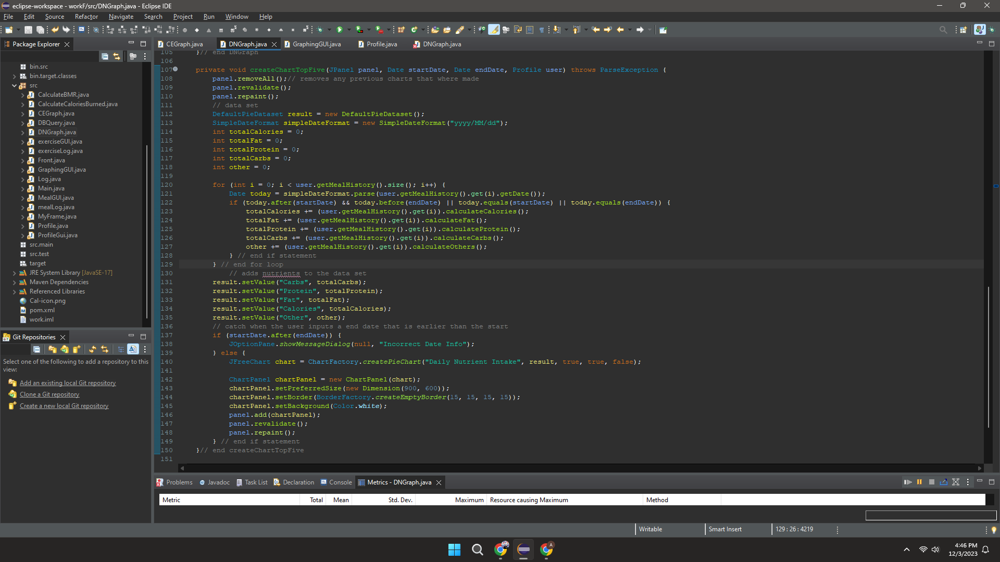 eclipse-workspace - workF/src/DNGraph.java - Eclipse IDE
File Edit Source Refactor Navigate Search Project Run Window Help
Package Explorer
bin.src
bin.target.classes
src
CalculateBMR.java
CalculateCaloriesBurned.java
CEGraph.java
DBQuery.java
DNGraph.java
exerciseGUI.java
exerciseLog.java
Front.java
GraphingGUI.java
Log.java
Main.java
MealGUI.java
mealLog.java
MyFrame.java
Profile.java
ProfileGui.java
src.main
src.test
target
JRE System Library [JavaSE-17]
Maven Dependencies
Referenced Libraries
Cal-icon.png
pom.xml
work.iml
Git Repositories
Select one of the following to add a repository to this
view:
Add an existing local Git repository
Clone a Git repository
Create a new local Git repository
CEGraph.java DNGraph.java GraphingGUI.java Profile.java DNGraph.java
105 }// end DNGraph
106
107 private void createChartTopFive(JPanel panel, Date startDate, Date endDate, Profile user) throws ParseException {
108 panel.removeAll();// removes any previous charts that where made
109 panel.revalidate();
110 panel.repaint();
111 // data set
112 DefaultPieDataset result = new DefaultPieDataset();
113 SimpleDateFormat simpleDateFormat = new SimpleDateFormat("yyyy/MM/dd");
114 int totalCalories = 0;
115 int totalFat = 0;
116 int totalProtein = 0;
117 int totalCarbs = 0;
118 int other = 0;
119
120 for (int i = 0; i < user.getMealHistory().size(); i++) {
121 Date today = simpleDateFormat.parse(user.getMealHistory().get(i).getDate());
122 if (today.after(startDate) && today.before(endDate) || today.equals(startDate) || today.equals(endDate)) {
123 totalCalories += (user.getMealHistory().get(i)).calculateCalories();
124 totalFat += (user.getMealHistory().get(i)).calculateFat();
125 totalProtein += (user.getMealHistory().get(i)).calculateProtein();
126 totalCarbs += (user.getMealHistory().get(i)).calculateCarbs();
127 other += (user.getMealHistory().get(i)).calculateOthers();
128 } // end if statement
129 } // end for loop
130 // adds nutrients to the data set
131 result.setValue("Carbs", totalCarbs);
132 result.setValue("Protein", totalProtein);
133 result.setValue("Fat", totalFat);
134 result.setValue("Calories", totalCalories);
135 result.setValue("Other", other);
136 // catch when the user inputs a end date that is earlier than the start
137 if (startDate.after(endDate)) {
138 JOptionPane.showMessageDialog(null, "Incorrect Date Info");
139 } else {
140 JFreeChart chart = ChartFactory.createPieChart("Daily Nutrient Intake", result, true, true, false);
141
142 ChartPanel chartPanel = new ChartPanel(chart);
143 chartPanel.setPreferredSize(new Dimension(900, 600));
144 chartPanel.setBorder(BorderFactory.createEmptyBorder(15, 15, 15, 15));
145 chartPanel.setBackground(Color.white);
146 panel.add(chartPanel);
147 panel.revalidate();
148 panel.repaint();
149 } // end if statement
150 }// end createChartTopFive
151
Problems Javadoc Task List Declaration Console Metrics - DNGraph.java
Metric Total Mean Std. Dev. Maximum Resource causing Maximum Method
Writable Smart Insert 129 : 26 : 4219
4:46 PM
12/3/2023